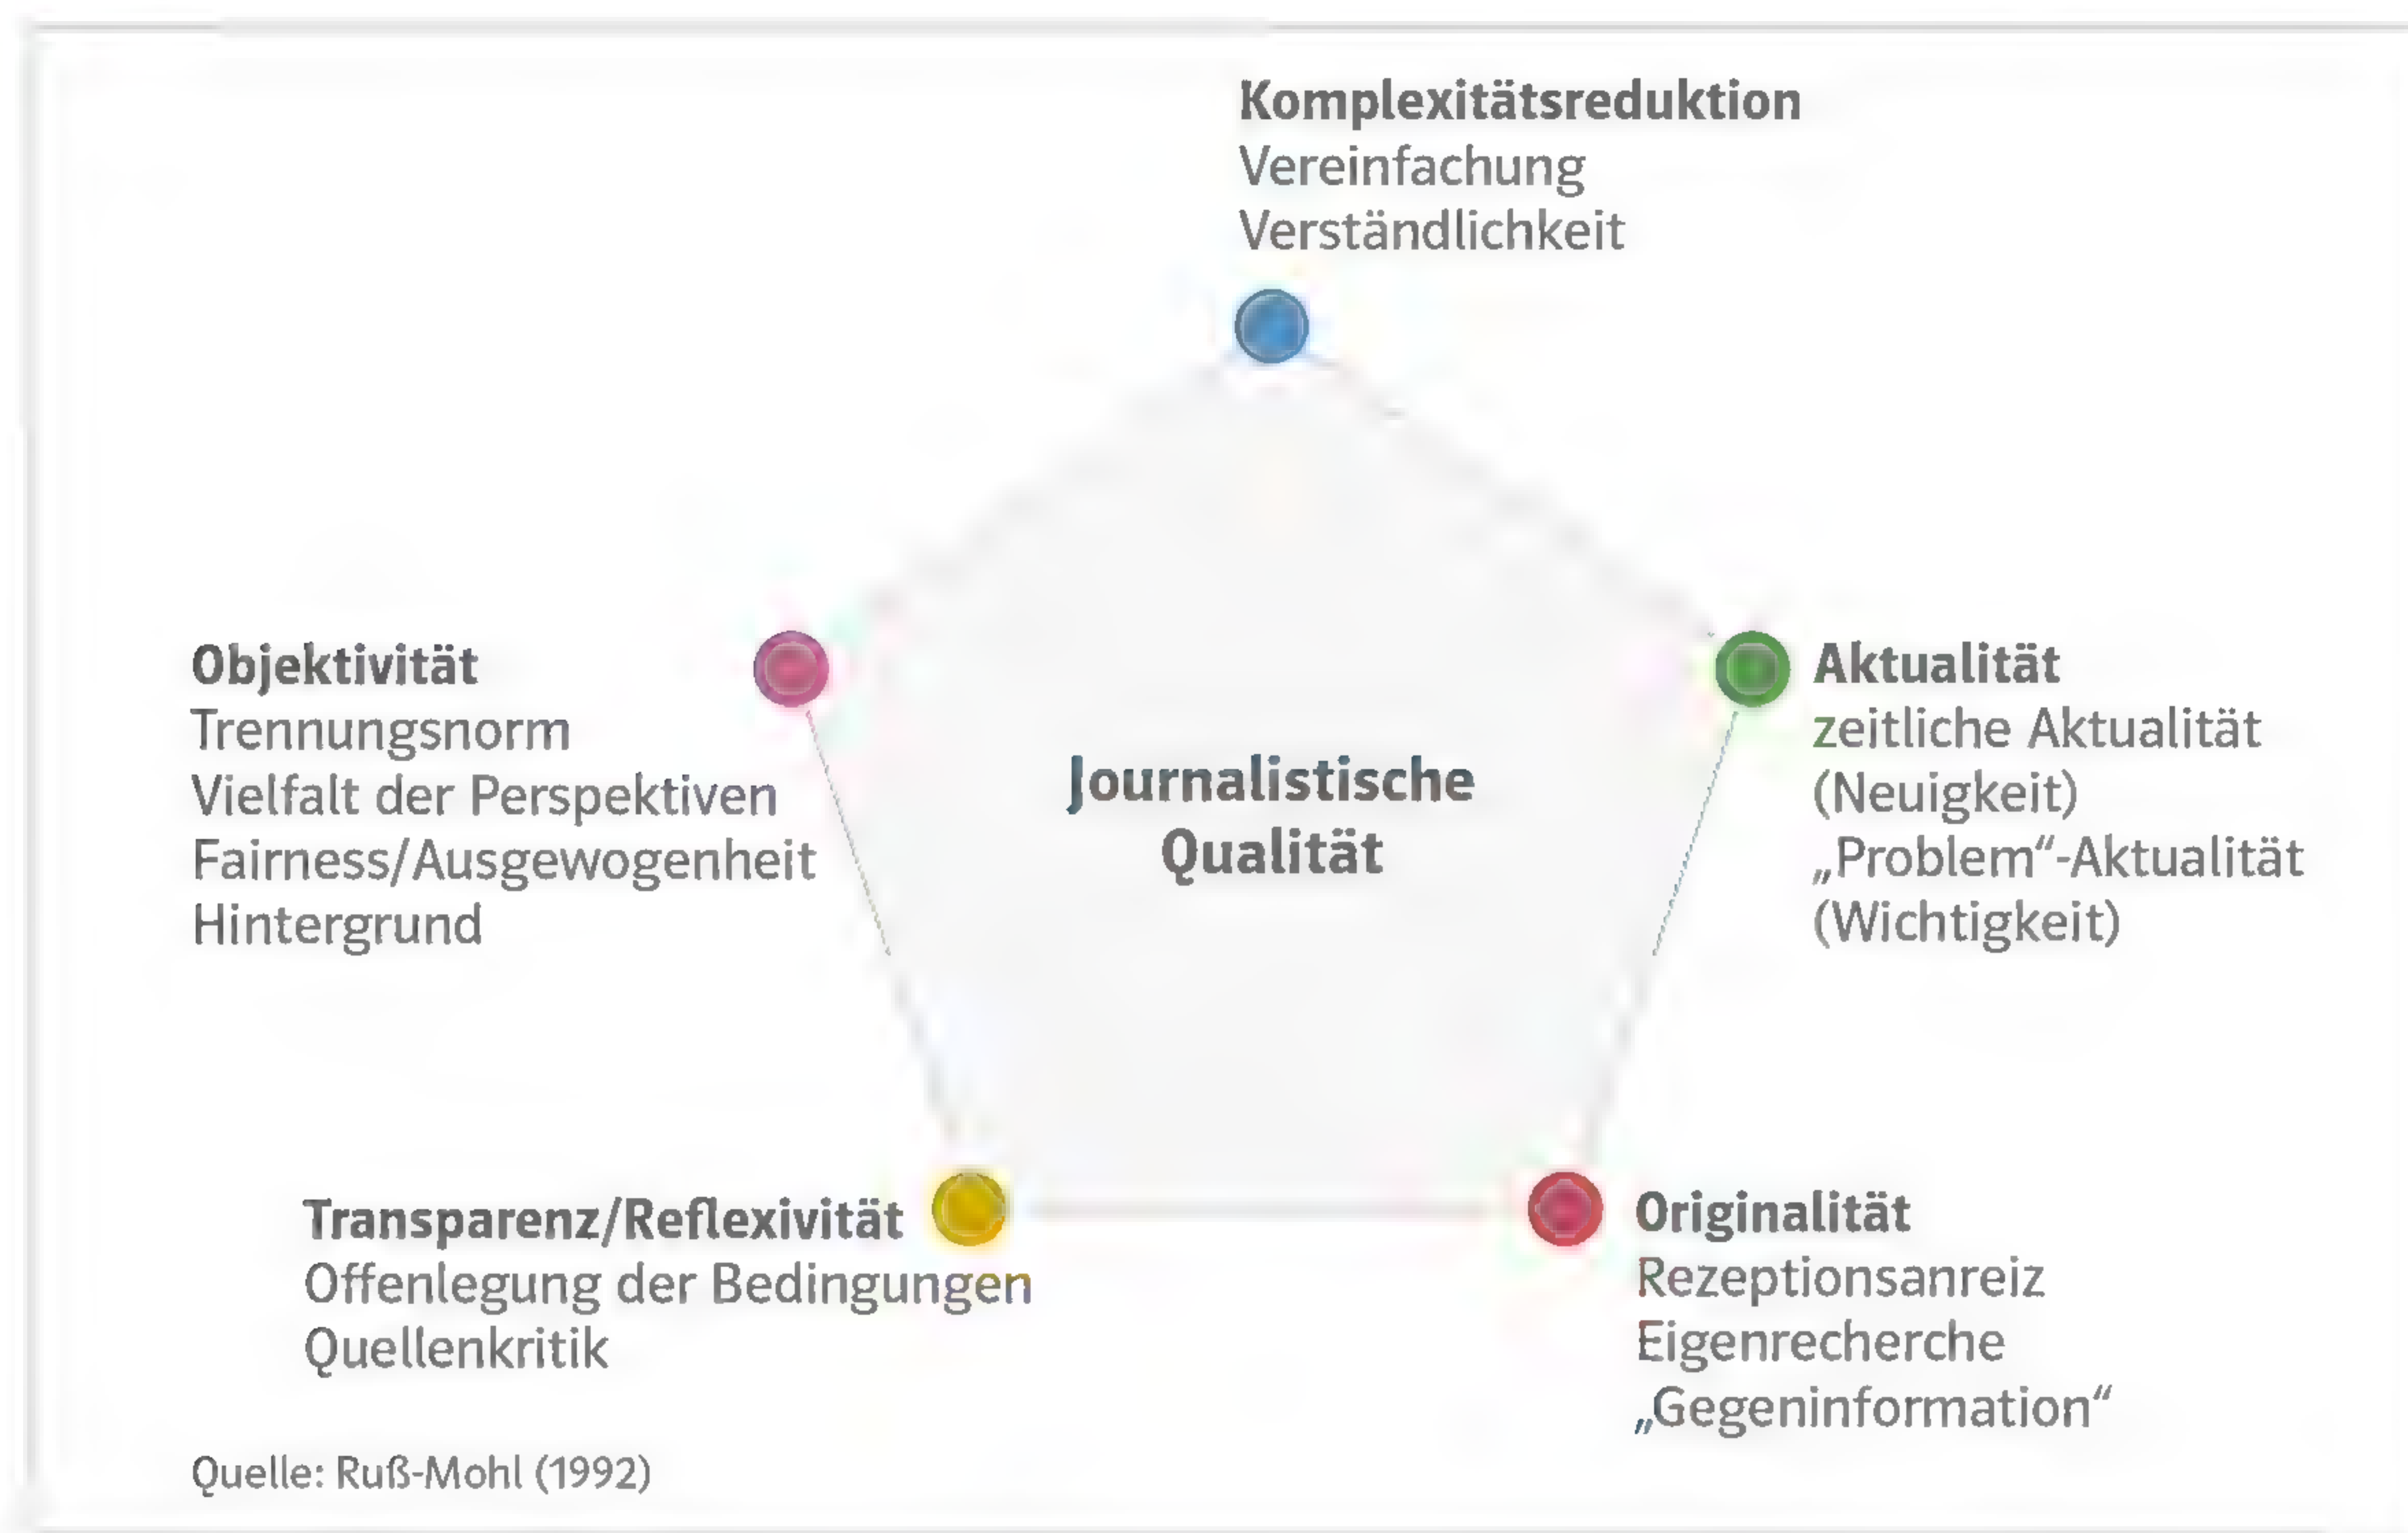 Komplexitätsreduktion
Vereinfachung
Verständlichkeit
Objektivität
Trennungsnorm
Vielfalt der Perspektiven
Fairness/Ausgewogenheit
Hintergrund
Journalistische
Qualität
Aktualität
zeitliche Aktualität
(Neuigkeit)
„Problem“-Aktualität
(Wichtigkeit)
Transparenz/Reflexivität
Offenlegung der Bedingungen
Quellenkritik
Originalität
Rezeptionsanreiz
Eigenrecherche
„Gegeninformation“
Quelle: Ruß-Mohl (1992)